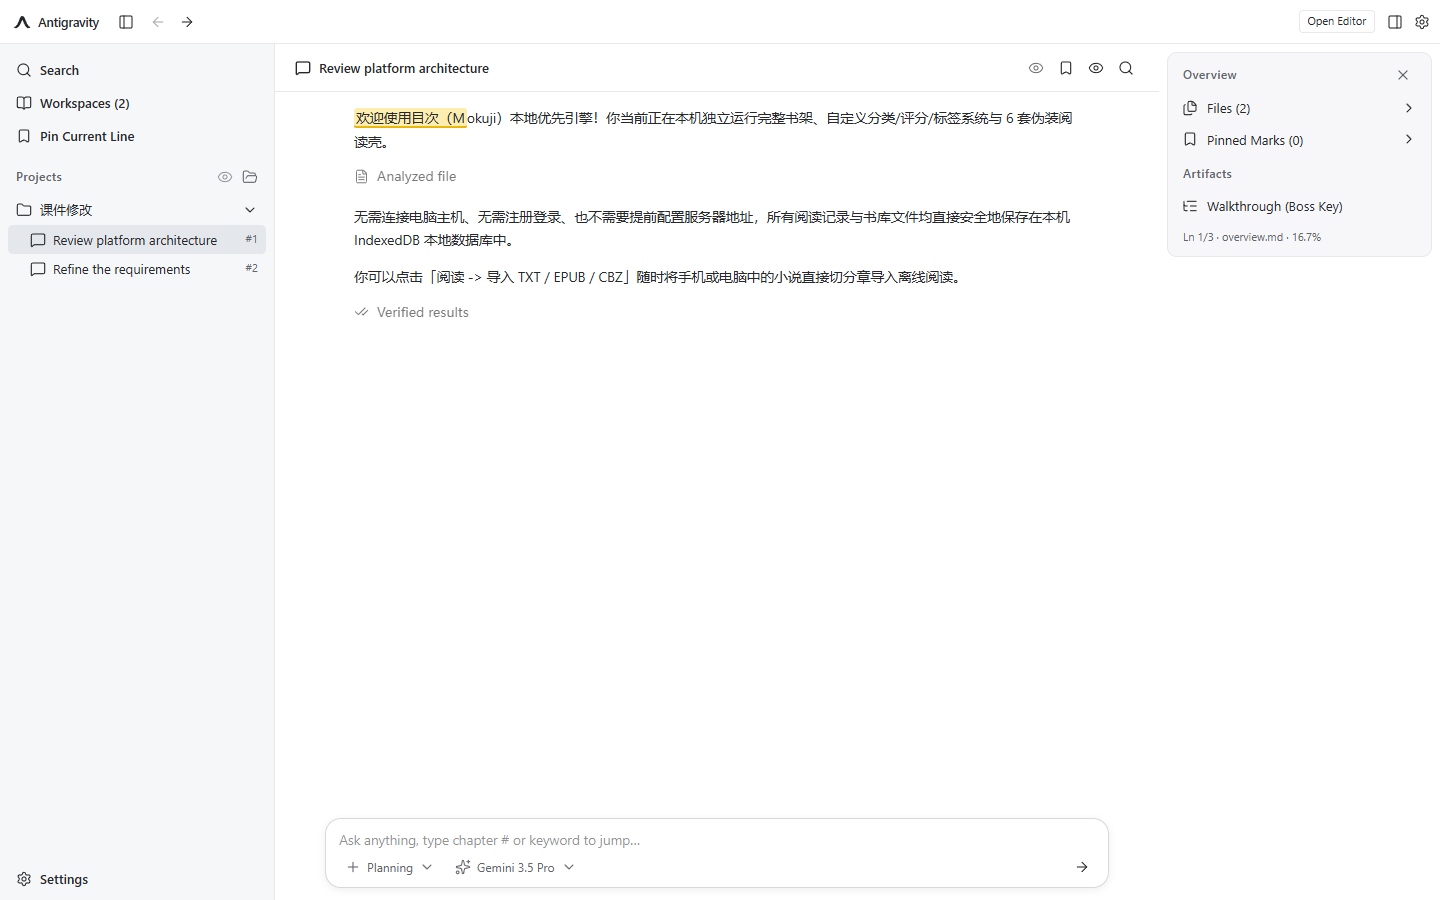 Antigravity
Open Editor
Search
Workspaces (2)
Pin Current Line
Projects
课件修改
Review platform architecture #1
Refine the requirements #2
Settings
Review platform architecture
欢迎使用目次（Mokuji）本地优先引擎！你当前正在本机独立运行完整书架、自定义分类/评分/标签系统与 6 套伪装阅
读壳。
Analyzed file
无需连接电脑主机、无需注册登录、也不需要提前配置服务器地址，所有阅读记录与书库文件均直接安全地保存在本机
IndexedDB 本地数据库中。
你可以点击「阅读 -> 导入 TXT / EPUB / CBZ」随时将手机或电脑中的小说直接切分章导入离线阅读。
Verified results
Ask anything, type chapter # or keyword to jump...
Planning
Gemini 3.5 Pro
Overview
Files (2)
Pinned Marks (0)
Artifacts
Walkthrough (Boss Key)
Ln 1/3 · overview.md · 16.7%